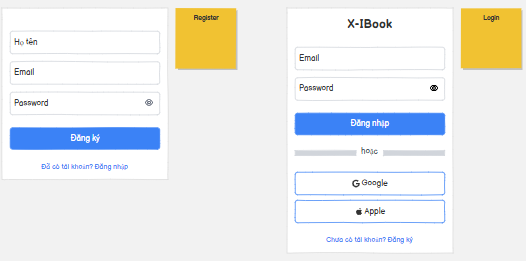 Họ tên
Email
Password
Đăng ký
Đã có tài khoản? Đăng nhập
Register
X-IBook
Email
Password
Đăng nhập
hoặc
Google
Apple
Chưa có tài khoản? Đăng ký
Login